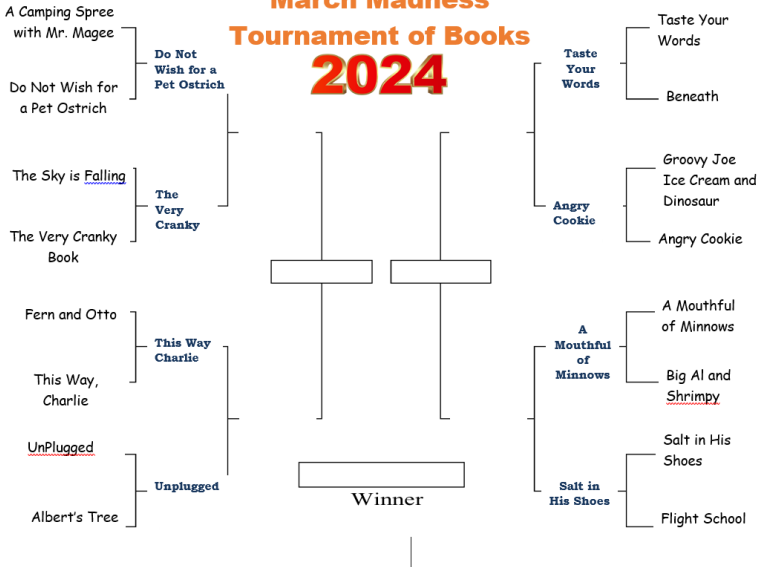 March Madness
Tournament of Books
2024
A Camping Spree
with Mr. Magee
Do Not Wish for
a Pet Ostrich
The Sky is Falling
The Very Cranky
Book
Fern and Otto
This Way,
Charlie
UnPlugged
Albert's Tree
Do Not
Wish for a
Pet Ostrich
The
Very
Cranky
This Way
Charlie
Unplugged
Winner
Taste
Your
Words
Angry
Cookie
A
Mouthful
of
Minnows
Salt in
His Shoes
Taste Your
Words
Beneath
Groovy Joe
Ice Cream and
Dinosaur
Angry Cookie
A Mouthful
of Minnows
Big Al and
Shrimpy
Salt in His
Shoes
Flight School